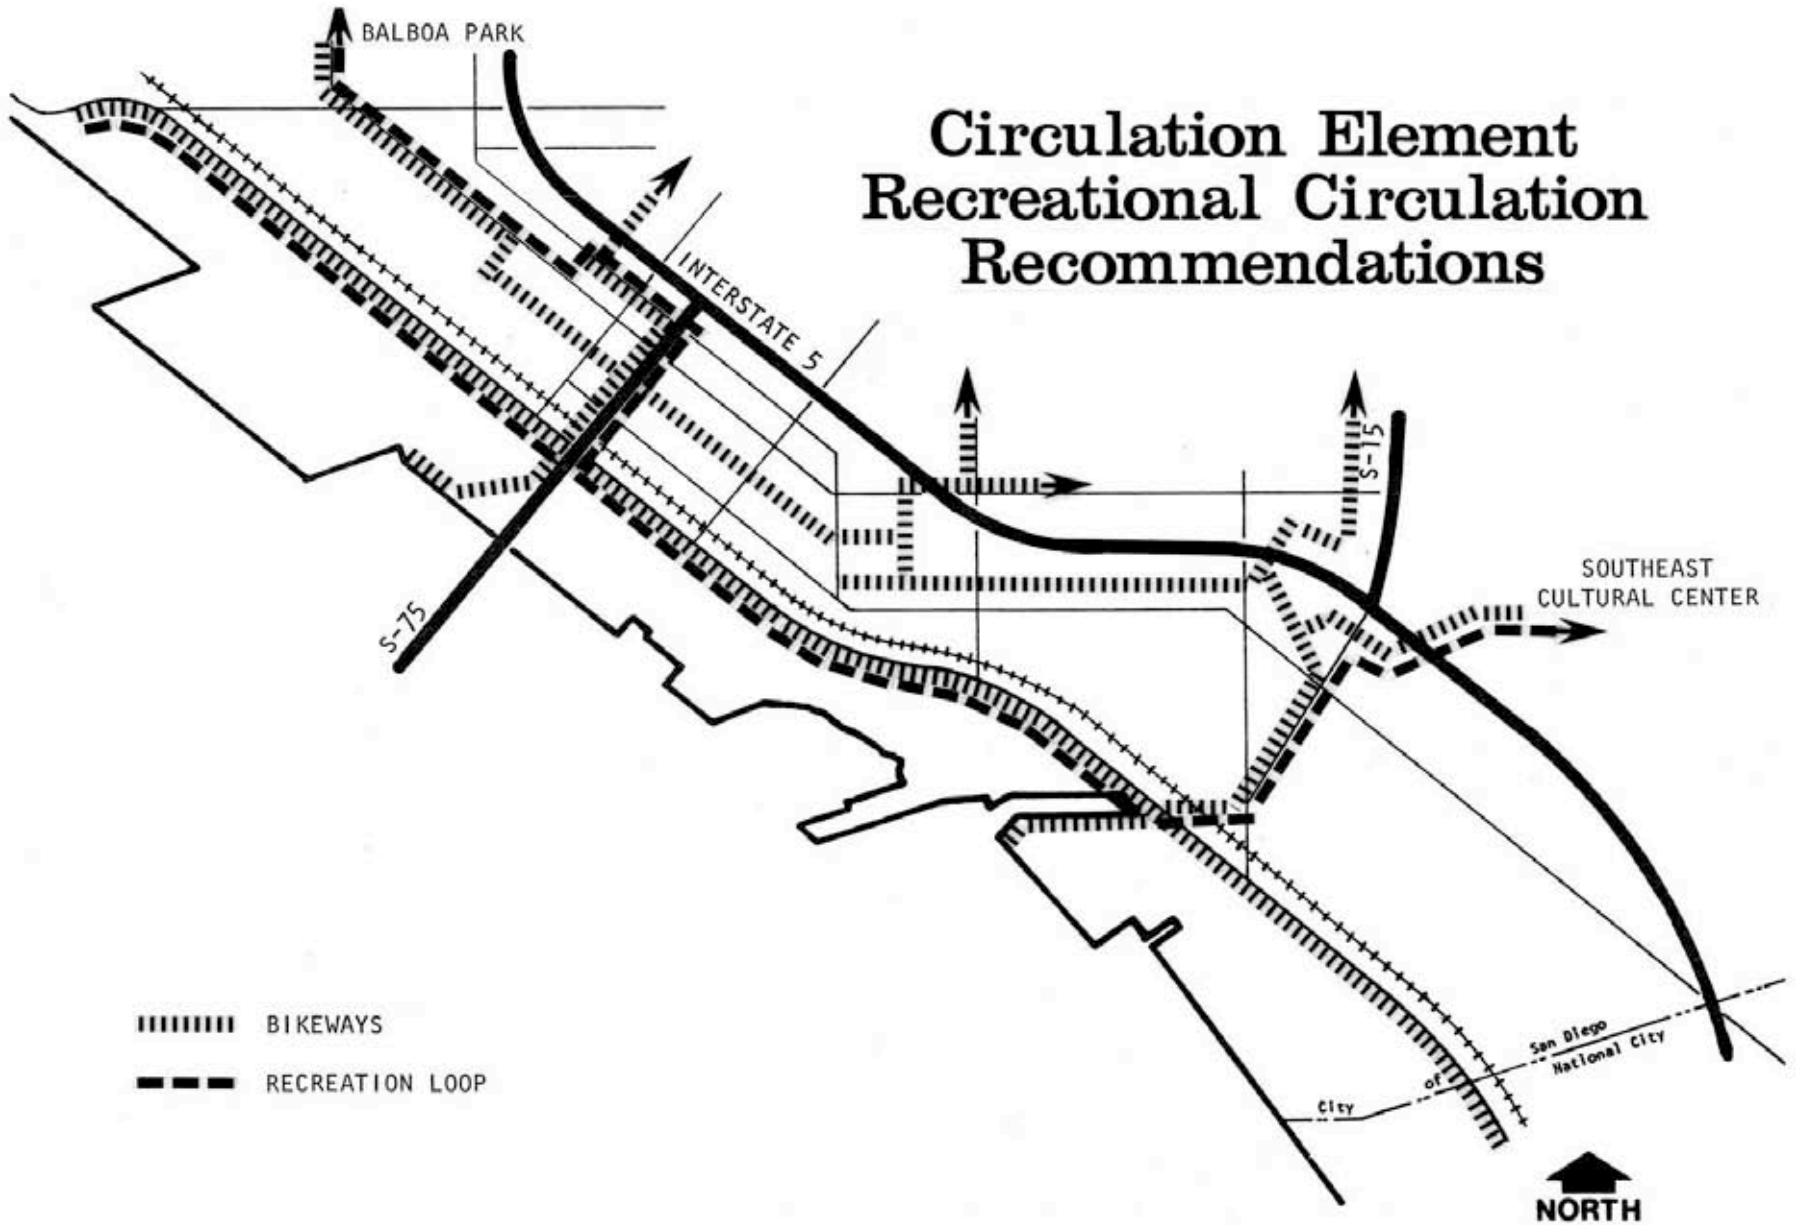 BALBOA PARK
Circulation Element
Recreational Circulation
Recommendations
INTERSTATE 5
S-15
SOUTHEAST
CULTURAL CENTER
S-75
BIKEWAYS
RECREATION LOOP
San Diego
National City
of
City
NORTH